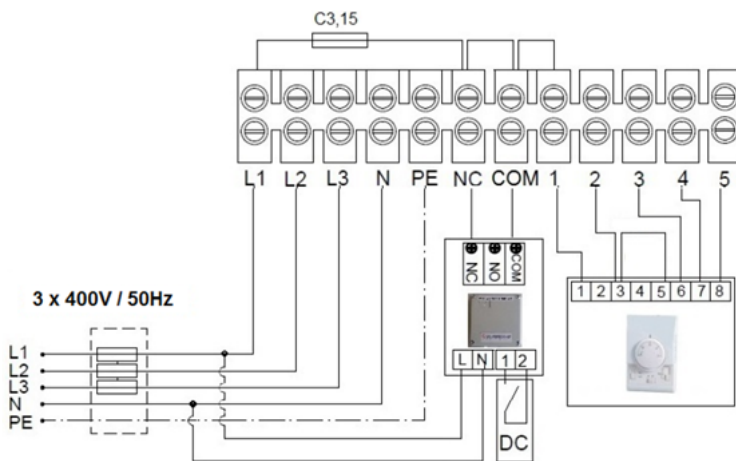 C3,15
L1 L2 L3 N PE NC COM 1 2 3 4 5
NC NO COM
1 2 3 4 5 6 7 8
3 x 400V / 50Hz
L1
L2
L3
N
PE
L N 1 2
DC